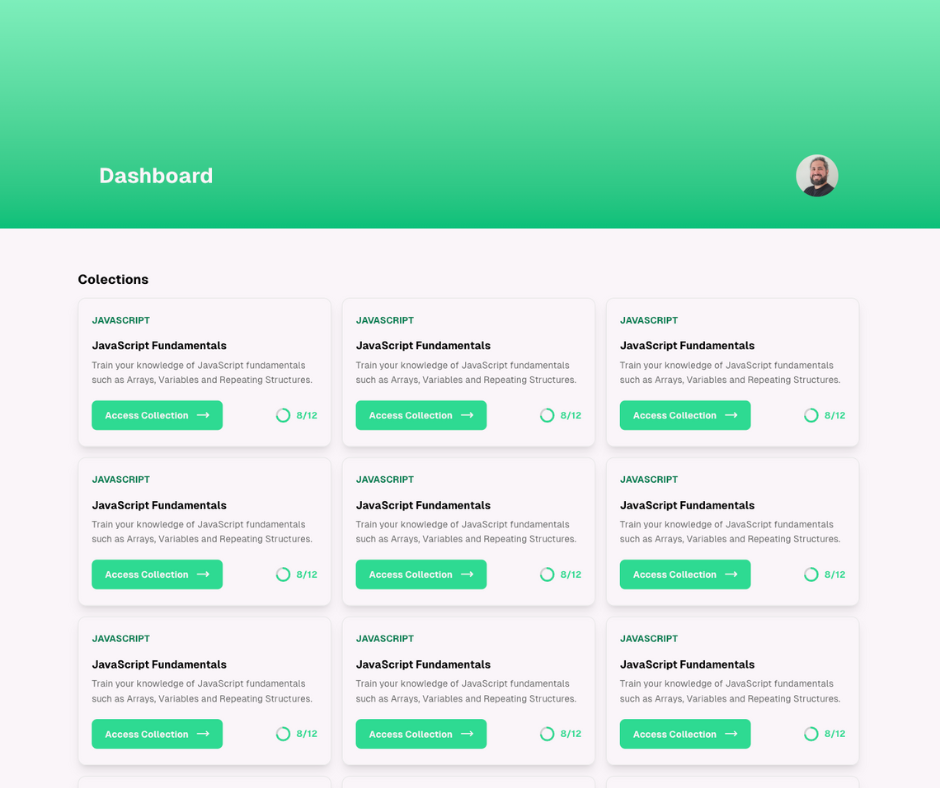 Dashboard
Colections
JAVASCRIPT
JavaScript Fundamentals
Train your knowledge of JavaScript fundamentals
such as Arrays, Variables and Repeating Structures.
Access Collection
8/12
JAVASCRIPT
JavaScript Fundamentals
Train your knowledge of JavaScript fundamentals
such as Arrays, Variables and Repeating Structures.
Access Collection
8/12
JAVASCRIPT
JavaScript Fundamentals
Train your knowledge of JavaScript fundamentals
such as Arrays, Variables and Repeating Structures.
Access Collection
8/12
JAVASCRIPT
JavaScript Fundamentals
Train your knowledge of JavaScript fundamentals
such as Arrays, Variables and Repeating Structures.
Access Collection
8/12
JAVASCRIPT
JavaScript Fundamentals
Train your knowledge of JavaScript fundamentals
such as Arrays, Variables and Repeating Structures.
Access Collection
8/12
JAVASCRIPT
JavaScript Fundamentals
Train your knowledge of JavaScript fundamentals
such as Arrays, Variables and Repeating Structures.
Access Collection
8/12
JAVASCRIPT
JavaScript Fundamentals
Train your knowledge of JavaScript fundamentals
such as Arrays, Variables and Repeating Structures.
Access Collection
8/12
JAVASCRIPT
JavaScript Fundamentals
Train your knowledge of JavaScript fundamentals
such as Arrays, Variables and Repeating Structures.
Access Collection
8/12
JAVASCRIPT
JavaScript Fundamentals
Train your knowledge of JavaScript fundamentals
such as Arrays, Variables and Repeating Structures.
Access Collection
8/12